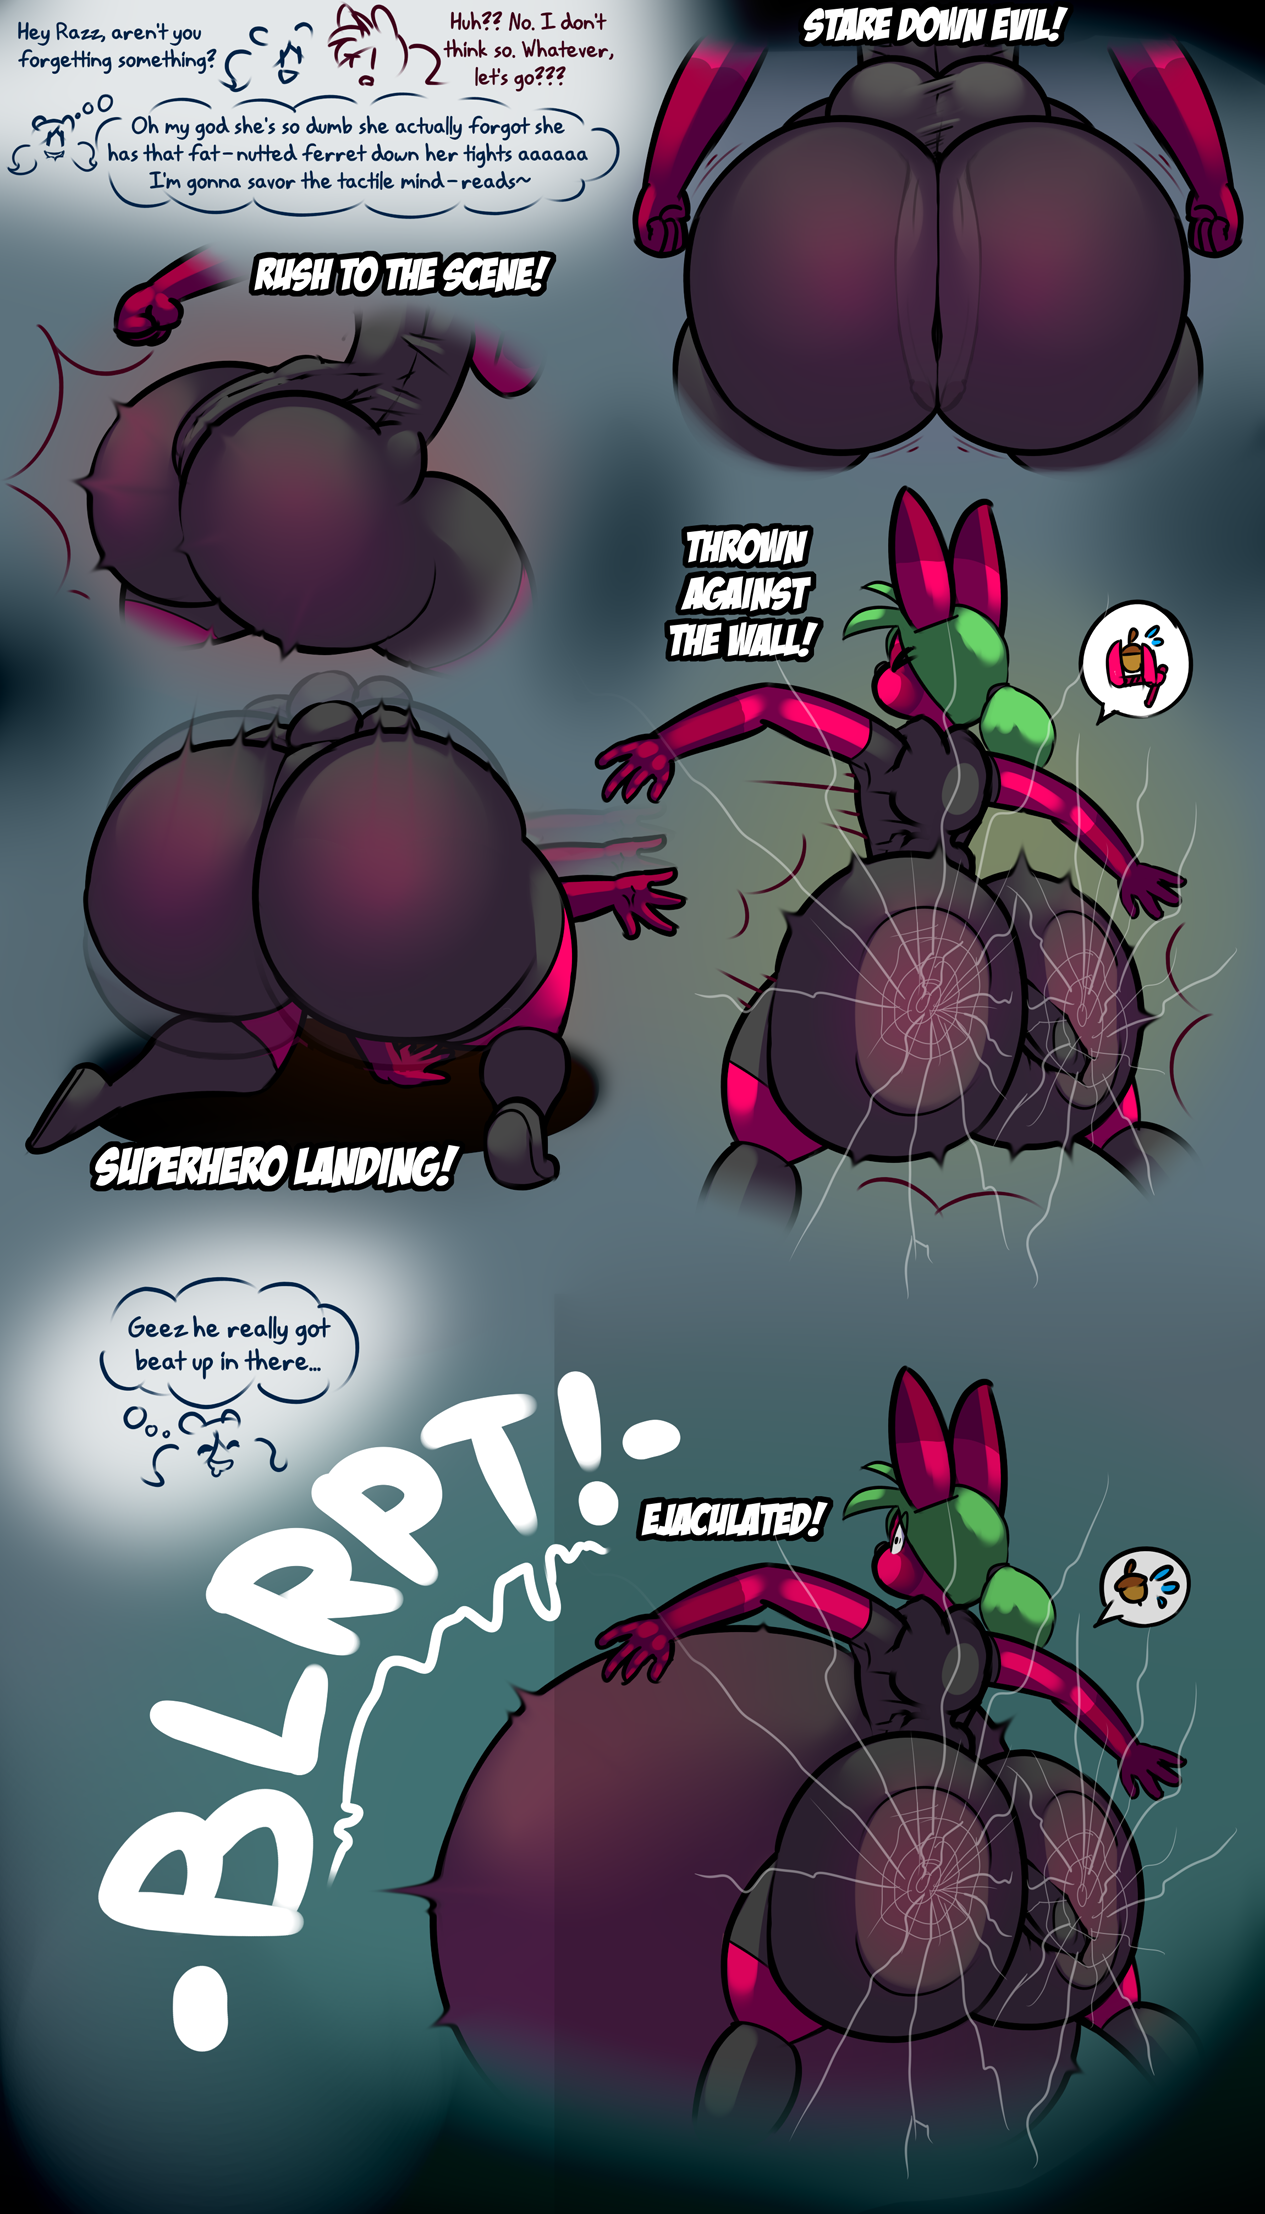 Hey Razz, aren't you
forgetting something?
Huh?? No. I don't
think so. Whatever,
let's go???
Oh my god she's so dumb she actually forgot she
has that fat-nutted ferret down her tights aaaaaa
I'm gonna savor the tactile mind-reads~
STARE DOWN EVIL!
RUSH TO THE SCENE!
THROWN
AGAINST
THE WALL!
SUPERHERO LANDING!
Geez he really got
beat up in there...
-BLRPT!-
EJACULATED!